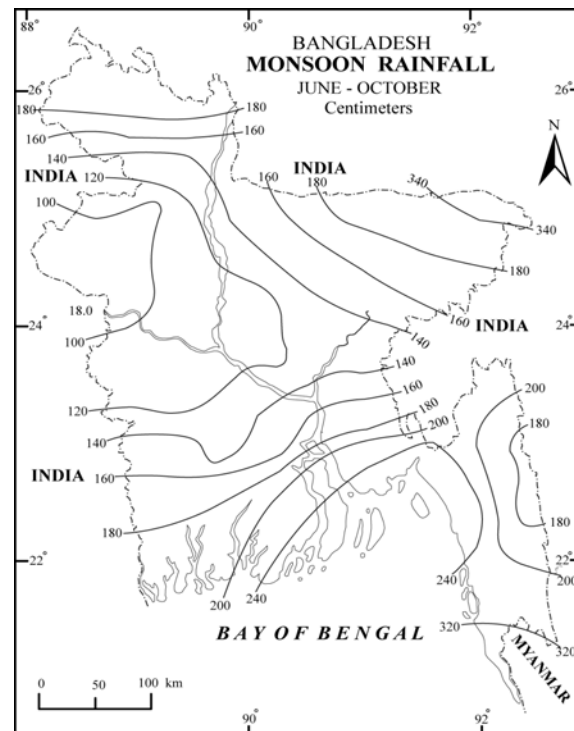 88° 90° 92°
BANGLADESH
MONSOON RAINFALL
JUNE - OCTOBER
Centimeters
26° 26°
180 180
160 160
N
140
INDIA 120
INDIA
160 180 340
100
340
180
18.0
160
INDIA
24° 24°
100
140
140
160
200
120
180
180
200
140
INDIA
160
180
180
22° 22°
240
200
200 240
320
BAY OF BENGAL
320
MYANMAR
0 50 100 km
90° 92°